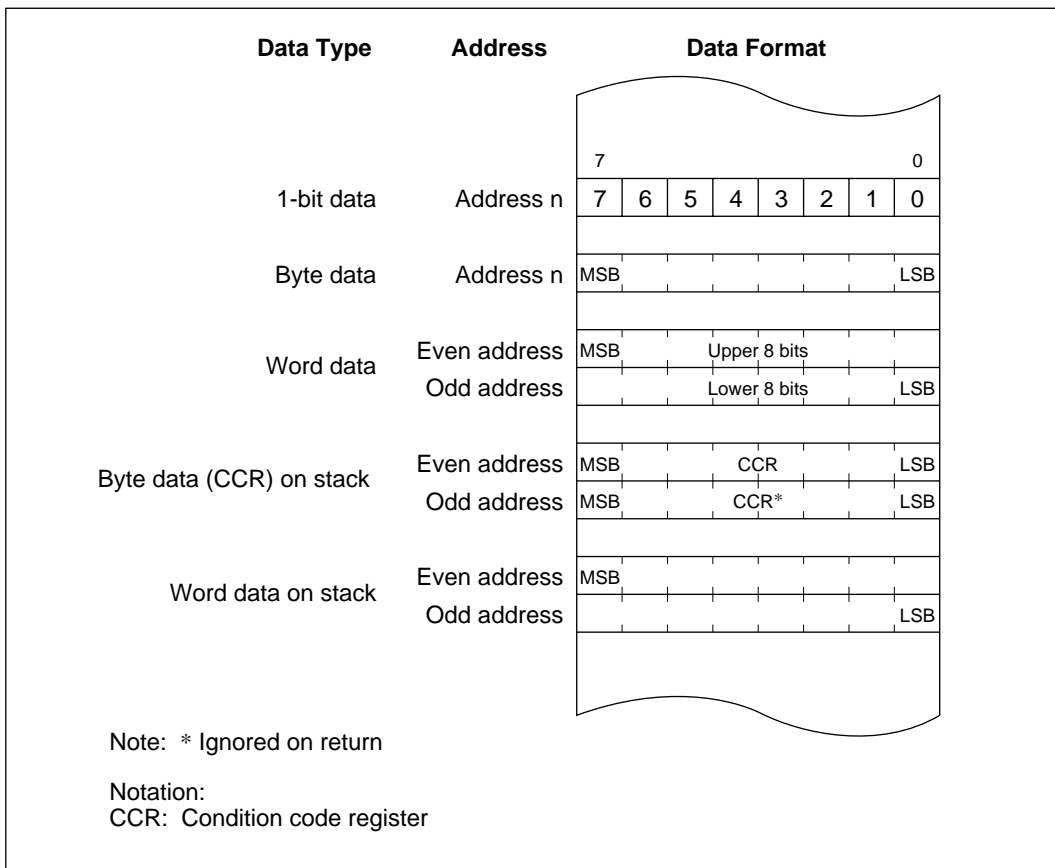 Data Type Address Data Format
7 0
1-bit data Address n 7 6 5 4 3 2 1 0
Byte data Address n MSB LSB
Word data
Even address MSB Upper 8 bits
Odd address Lower 8 bits LSB
Byte data (CCR) on stack
Even address MSB CCR LSB
Odd address MSB CCR* LSB
Word data on stack
Even address MSB
Odd address LSB
Note: * Ignored on return
Notation:
CCR: Condition code register